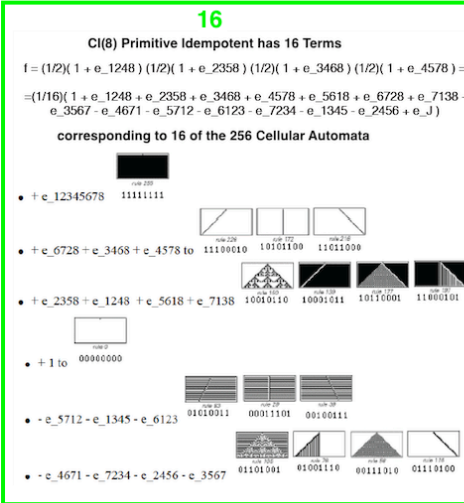 16
Cl(8) Primitive Idempotent has 16 Terms
f = (1/2)( 1 + e_1248 ) (1/2)( 1 + e_2358 ) (1/2)( 1 + e_3468 ) (1/2)( 1 + e_4578 ) =
=(1/16)( 1 + e_1248 + e_2358 + e_3468 + e_4578 + e_5618 + e_6728 + e_7138 -
e_3567 - e_4671 - e_5712 - e_6123 - e_7234 - e_1345 - e_2456 + e_J )
corresponding to 16 of the 256 Cellular Automata
• + e_12345678 11111111
rule 226 rule 172 rule 216
• + e_6728 + e_3468 + e_4578 to 11100010 10101100 11011000
• + e_2358 + e_1248 + e_5618 + e_7138 10010110 10001011 10110001 11000101
rule 0
• + 1 to 00000000
• - e_5712 - e_1345 - e_6123 01010011 00011101 00100111
• - e_4671 - e_7234 - e_2456 - e_3567 01101001 01001110 00111010 01110100